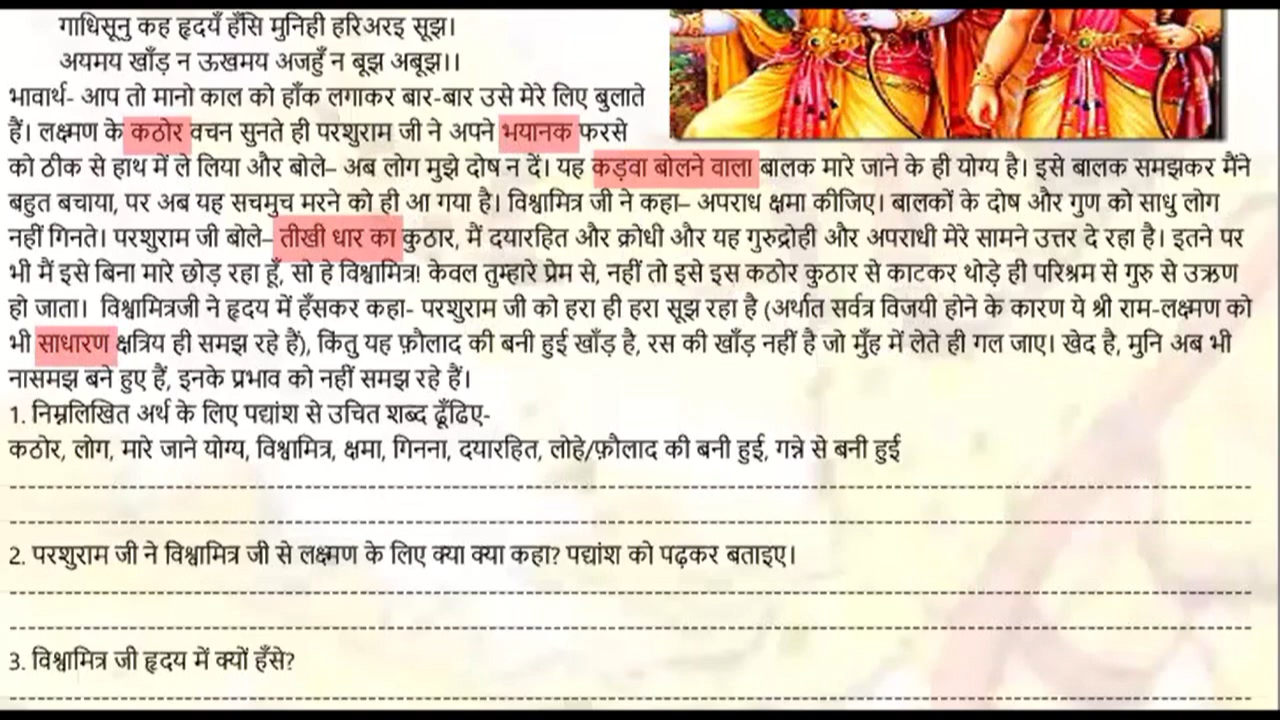 गाधिसूनु कह हृदयँ हँसि मुनिही हरिअरइ सूझ।
अयमय खाँड़ न ऊखमय अजहुँ न बूझ अबूझ।।
भावार्थ- आप तो मानो काल को हाँक लगाकर बार-बार उसे मेरे लिए बुलाते
हैं। लक्ष्मण के कठोर वचन सुनते ही परशुराम जी ने अपने भयानक फरसे
को ठीक से हाथ में ले लिया और बोले– अब लोग मुझे दोष न दें। यह कड़वा बोलने वाला बालक मारे जाने के ही योग्य है। इसे बालक समझकर मैंने
बहुत बचाया, पर अब यह सचमुच मरने को ही आ गया है। विश्वामित्र जी ने कहा– अपराध क्षमा कीजिए। बालकों के दोष और गुण को साधु लोग
नहीं गिनते। परशुराम जी बोले– तीखी धार का कुठार, मैं दयारहित और क्रोधी और यह गुरुद्रोही और अपराधी मेरे सामने उत्तर दे रहा है। इतने पर
भी मैं इसे बिना मारे छोड़ रहा हूँ, सो हे विश्वामित्र! केवल तुम्हारे प्रेम से, नहीं तो इसे इस कठोर कुठार से काटकर थोड़े ही परिश्रम से गुरु से उऋण
हो जाता। विश्वामित्रजी ने हृदय में हँसकर कहा- परशुराम जी को हरा ही हरा सूझ रहा है (अर्थात सर्वत्र विजयी होने के कारण ये श्री राम-लक्ष्मण को
भी साधारण क्षत्रिय ही समझ रहे हैं), किंतु यह फ़ौलाद की बनी हुई खाँड़ है, रस की खाँड़ नहीं है जो मुँह में लेते ही गल जाए। खेद है, मुनि अब भी
नासमझ बने हुए हैं, इनके प्रभाव को नहीं समझ रहे हैं।
1. निम्नलिखित अर्थ के लिए पद्यांश से उचित शब्द ढूँढिए-
कठोर, लोग, मारे जाने योग्य, विश्वामित्र, क्षमा, गिनना, दयारहित, लोहे/फ़ौलाद की बनी हुई, गन्ने से बनी हुई
2. परशुराम जी ने विश्वामित्र जी से लक्ष्मण के लिए क्या क्या कहा? पद्यांश को पढ़कर बताइए।
3. विश्वामित्र जी हृदय में क्यों हँसे?